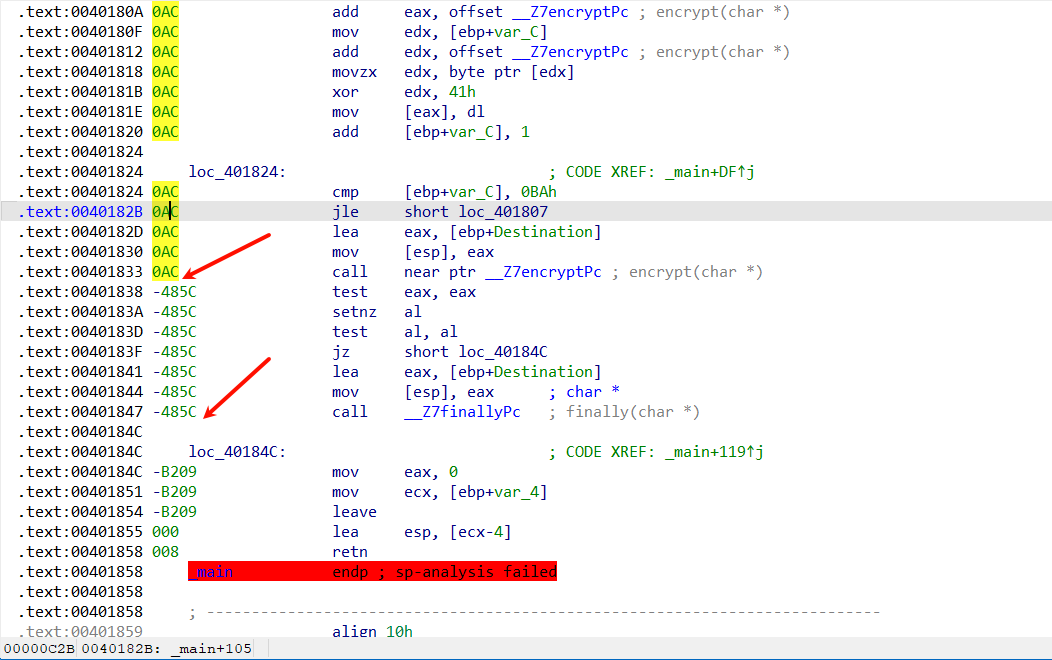 .text:0040180A 0AC add eax, offset __Z7encryptPc ; encrypt(char *)
.text:0040180F 0AC mov edx, [ebp+var_C]
.text:00401812 0AC add edx, offset __Z7encryptPc ; encrypt(char *)
.text:00401818 0AC movzx edx, byte ptr [edx]
.text:0040181B 0AC xor edx, 41h
.text:0040181E 0AC mov [eax], dl
.text:00401820 0AC add [ebp+var_C], 1
.text:00401824
.text:00401824 loc_401824: ; CODE XREF: _main+DF↑j
.text:00401824 0AC cmp [ebp+var_C], 0BAh
.text:0040182B 0AC jle short loc_401807
.text:0040182D 0AC lea eax, [ebp+Destination]
.text:00401830 0AC mov [esp], eax
.text:00401833 0AC call near ptr __Z7encryptPc ; encrypt(char *)
.text:00401838 -485C test eax, eax
.text:0040183A -485C setnz al
.text:0040183D -485C test al, al
.text:0040183F -485C jz short loc_40184C
.text:00401841 -485C lea eax, [ebp+Destination]
.text:00401844 -485C mov [esp], eax ; char *
.text:00401847 -485C call __Z7finallyPc ; finally(char *)
.text:0040184C
.text:0040184C loc_40184C: ; CODE XREF: _main+119↑j
.text:0040184C -B209 mov eax, 0
.text:00401851 -B209 mov ecx, [ebp+var_4]
.text:00401854 -B209 leave
.text:00401855 000 lea esp, [ecx-4]
.text:00401858 008 retn
.text:00401858 _main endp ; sp-analysis failed
.text:00401858
.text:00401858 ; ---------------------------------------------------------------------------
.text:00401859 align 10h
00000C2B 0040182B: _main+105